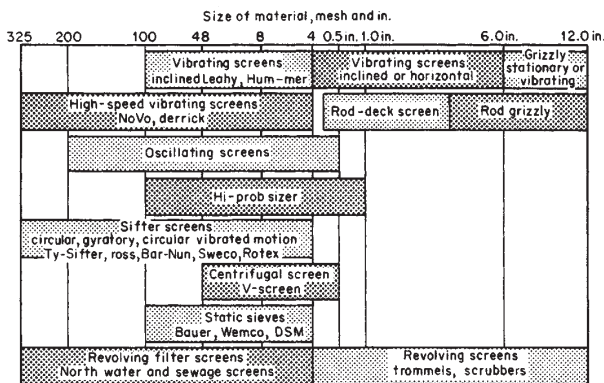 Size of material, mesh and in.
325 200 100 48 8 4 0.5in. 1.0in. 6.0in. 12.0in.
Vibrating screens
inclined Leahy, Hum-mer
Vibrating screens
inclined or horizontal
Grizzly
stationary or
vibrating
High-speed vibrating screens
NoVo, derrick
Rod-deck screen
Rod grizzly
Oscillating screens
Hi-prob sizer
Sifter screens
circular, gyratory, circular vibrated motion
Ty-Sifter, ross, Bar-Nun, Sweco, Rotex
Centrifugal screen
V-screen
Static sieves
Bauer, Wemco, DSM
Revolving filter screens
North water and sewage screens
Revolving screens
trommels, scrubbers